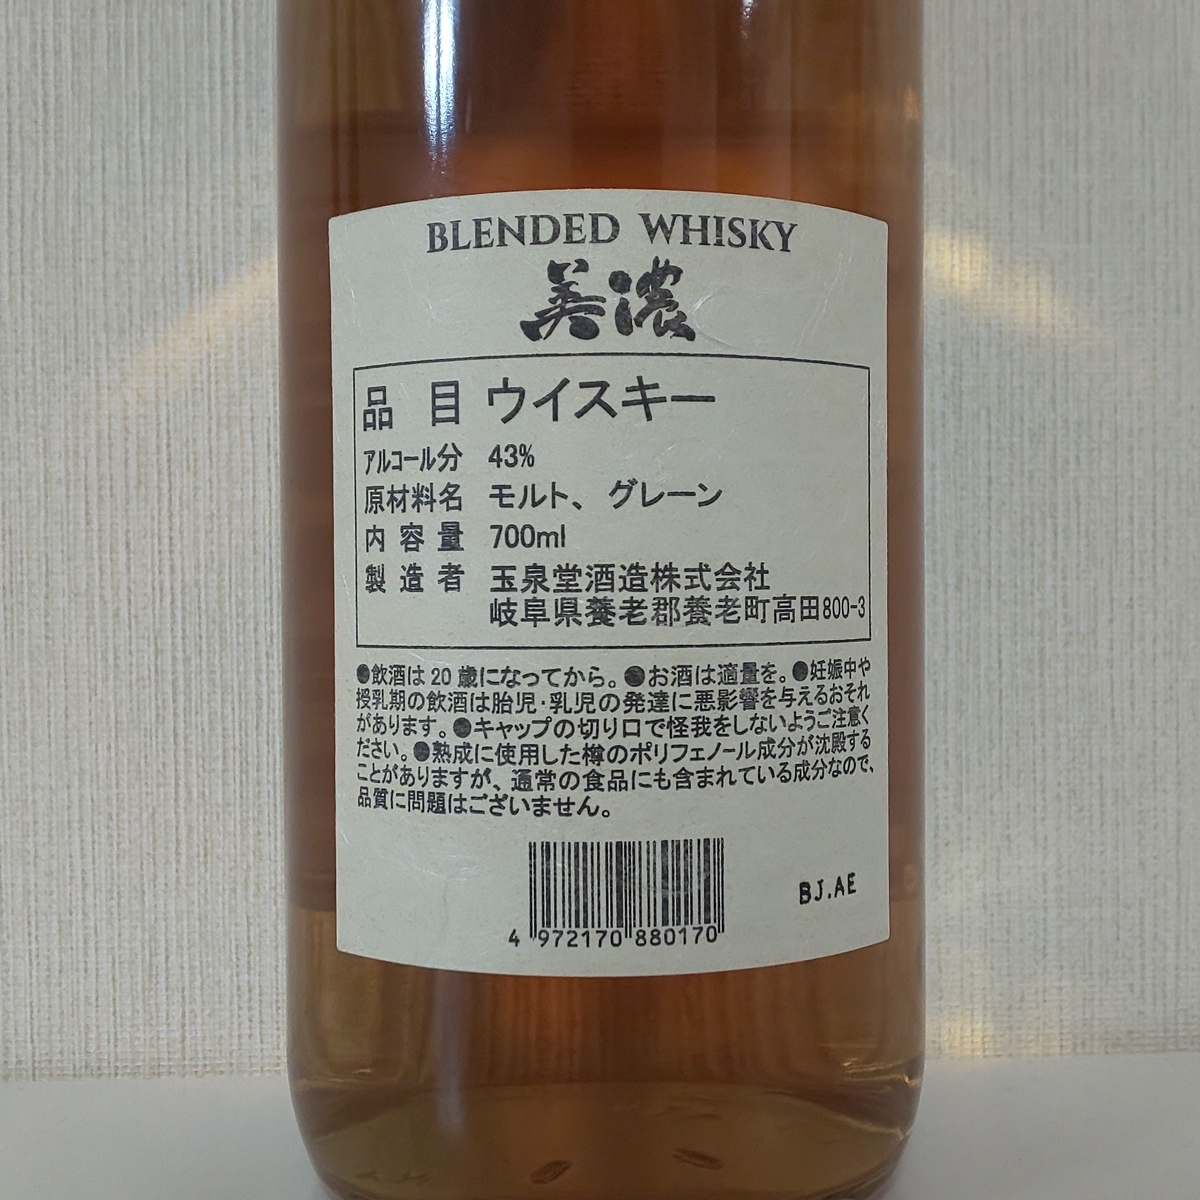 BLENDED WHISKY
美濃
品目 ウイスキー
アルコール分 43%
原材料名 モルト、グレーン
内容量 700ml
製造者 玉泉堂酒造株式会社
岐阜県養老郡養老町高田800-3
●飲酒は20歳になってから。●お酒は適量を。●妊娠中や
授乳期の飲酒は胎児・乳児の発達に悪影響を与えるおそれ
があります。●キャップの切り口で怪我をしないようご注意く
ださい。●熟成に使用した樽のポリフェノール成分が沈殿する
ことがありますが、通常の食品にも含まれている成分なので、
品質に問題はございません。
BJ.AE
4 972170 880170